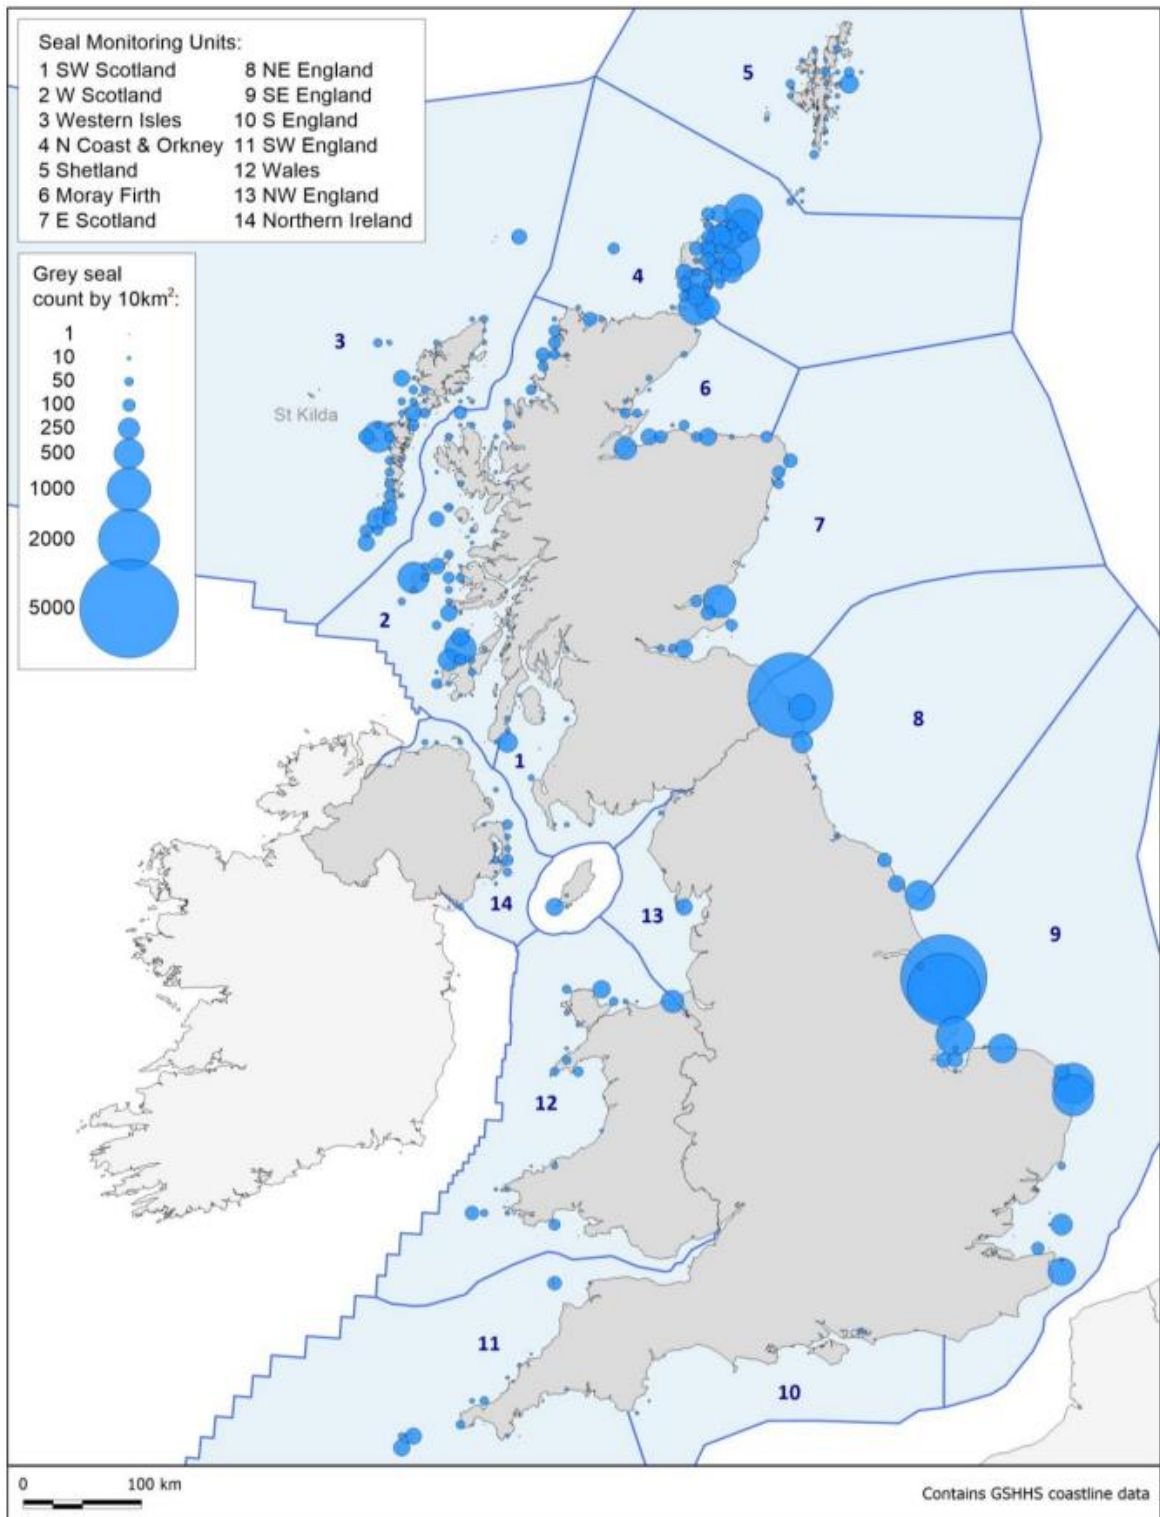 Seal Monitoring Units:
1 SW Scotland 8 NE England
2 W Scotland 9 SE England
3 Western Isles 10 S England
4 N Coast & Orkney 11 SW England
5 Shetland 12 Wales
6 Moray Firth 13 NW England
7 E Scotland 14 Northern Ireland
Grey seal
count by 10km²:
1
10
50
100
250
500
1000
2000
5000
5
4
3
St Kilda
6
7
2
8
1
14
13
9
12
11
10
0 100 km
Contains GSHHS coastline data